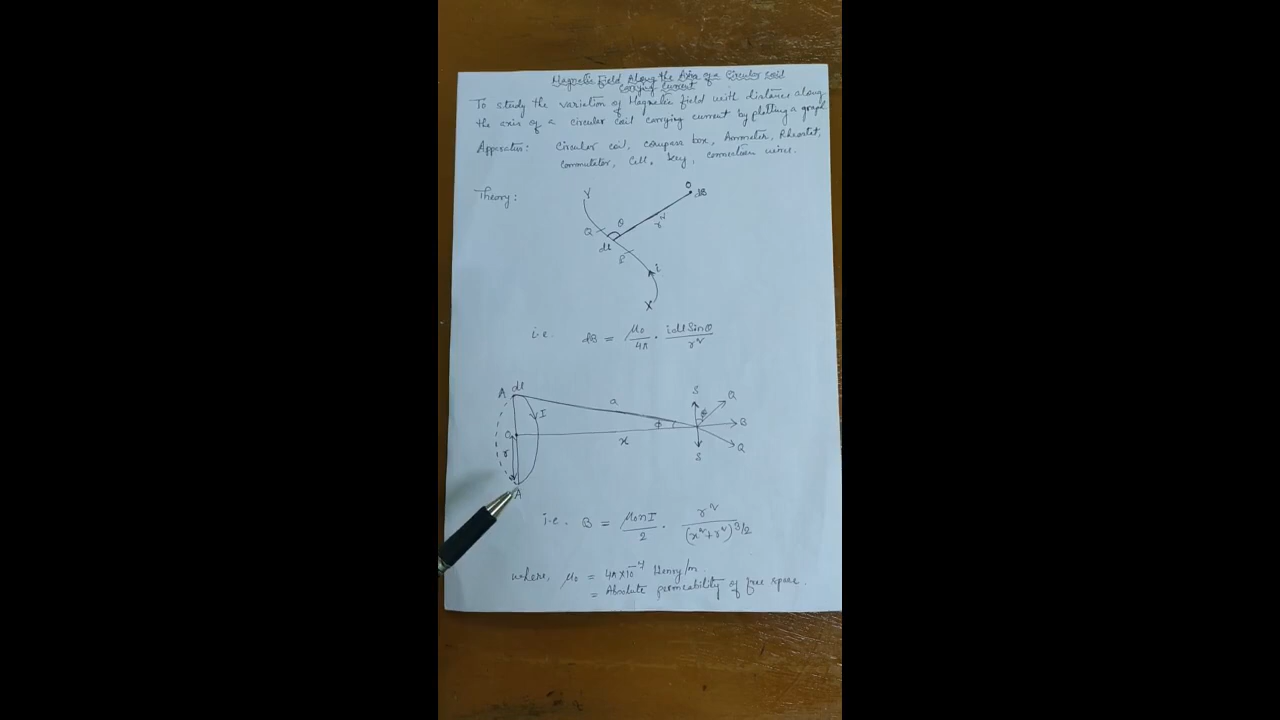 Magnetic Field Along the Axis of a Circular coil
Carrying Current
To study the variation of Magnetic field with distance along
the axis of a circular coil carrying current by plotting a graph
Apparatus: Circular coil, compass box, Ammeter, Rheostat,
Commutator, Cell, key, connection wires.
Theory:
Y
O
dB
θ
r
Q
dl
P
i
X
i.e. dB = μ0/4π · idl Sinθ/r²
A dl
I
a
S
Q
φ
φ
B
O
x
r
S
Q
A
i.e. B = μ0nI/2 · r²/(x²+r²)^3/2
where, μ0 = 4π×10⁻⁷ Henry/m.
= Absolute permeability of free space.